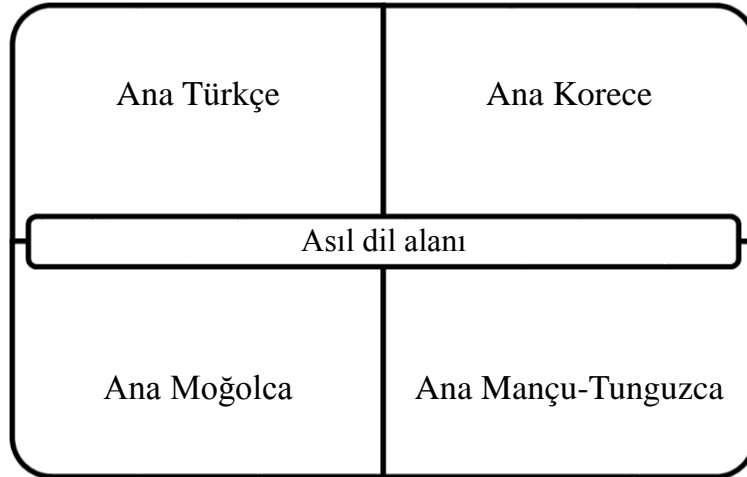 Ana Türkçe
Ana Korece
Asıl dil alanı
Ana Moğolca
Ana Mançu-Tunguzca